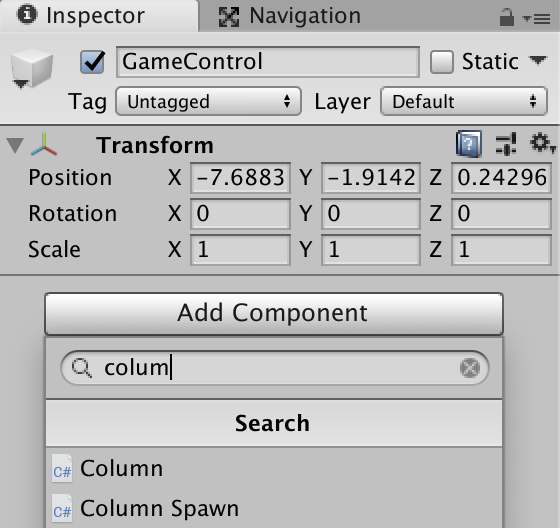 Inspector Navigation
GameControl Static
Tag Untagged Layer Default
Transform
Position X -7.6883 Y -1.9142 Z 0.24296
Rotation X 0 Y 0 Z 0
Scale X 1 Y 1 Z 1
Add Component
colum
Search
C# Column
C# Column Spawn